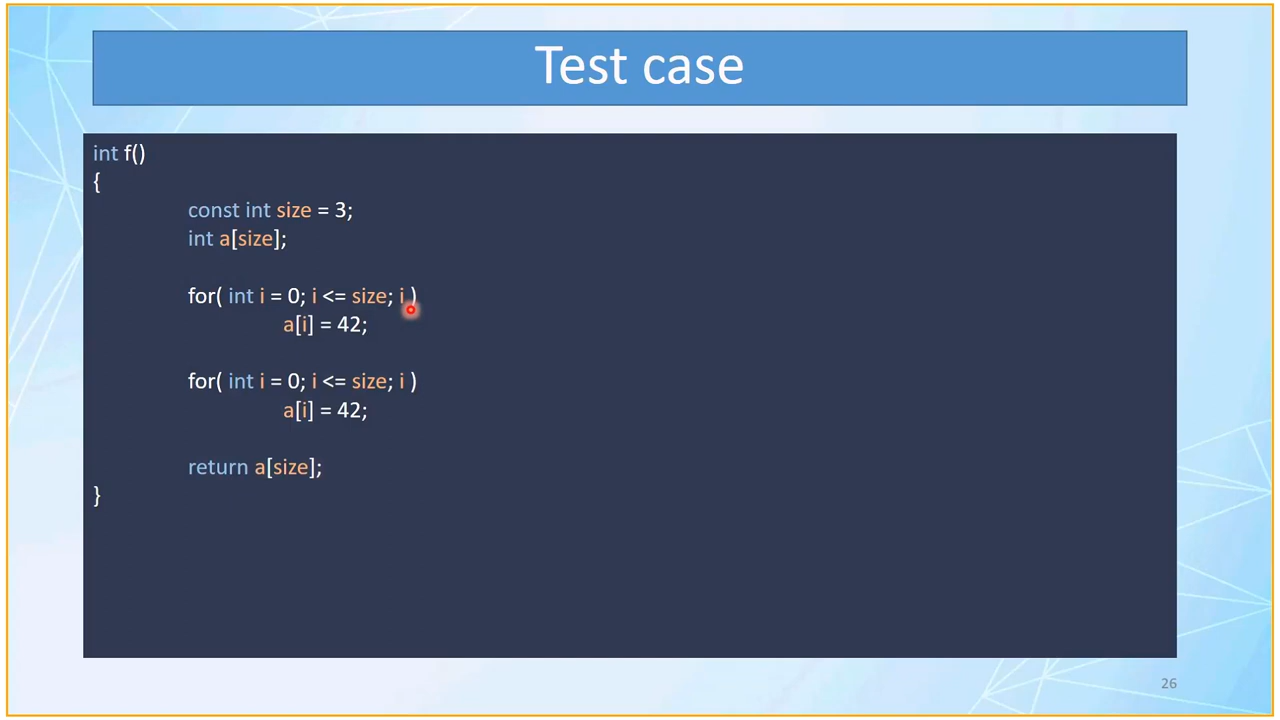 Test case
int f()
{
const int size = 3;
int a[size];
for( int i = 0; i <= size; i )
a[i] = 42;
for( int i = 0; i <= size; i )
a[i] = 42;
return a[size];
}
26